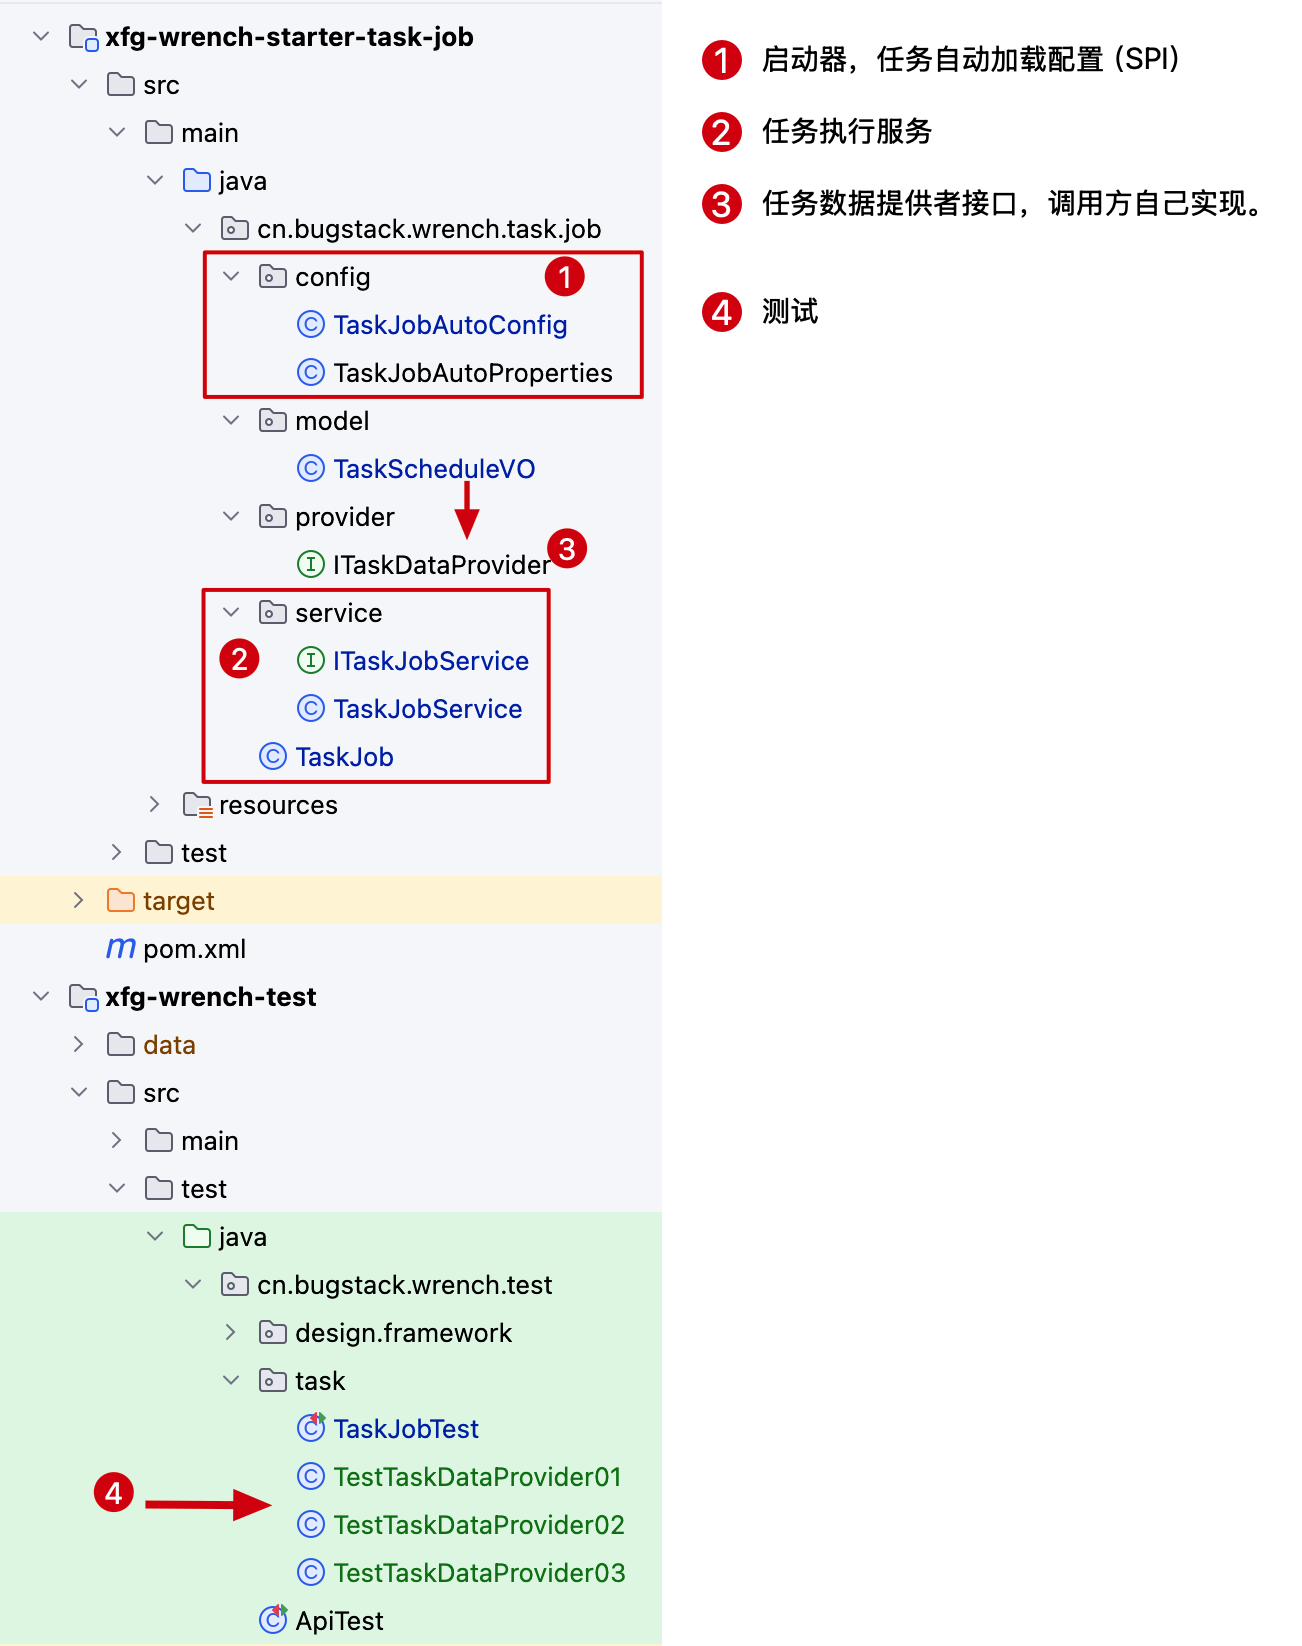 xfg-wrench-starter-task-job
src
main
java
cn.bugstack.wrench.task.job
config
1
TaskJobAutoConfig
TaskJobAutoProperties
model
TaskScheduleVO
provider
ITaskDataProvider
3
service
2
ITaskJobService
TaskJobService
TaskJob
resources
test
target
m pom.xml
xfg-wrench-test
data
src
main
test
java
cn.bugstack.wrench.test
design.framework
task
TaskJobTest
TestTaskDataProvider01
4
TestTaskDataProvider02
TestTaskDataProvider03
ApiTest
1 启动器，任务自动加载配置 (SPI)
2 任务执行服务
3 任务数据提供者接口，调用方自己实现。
4 测试